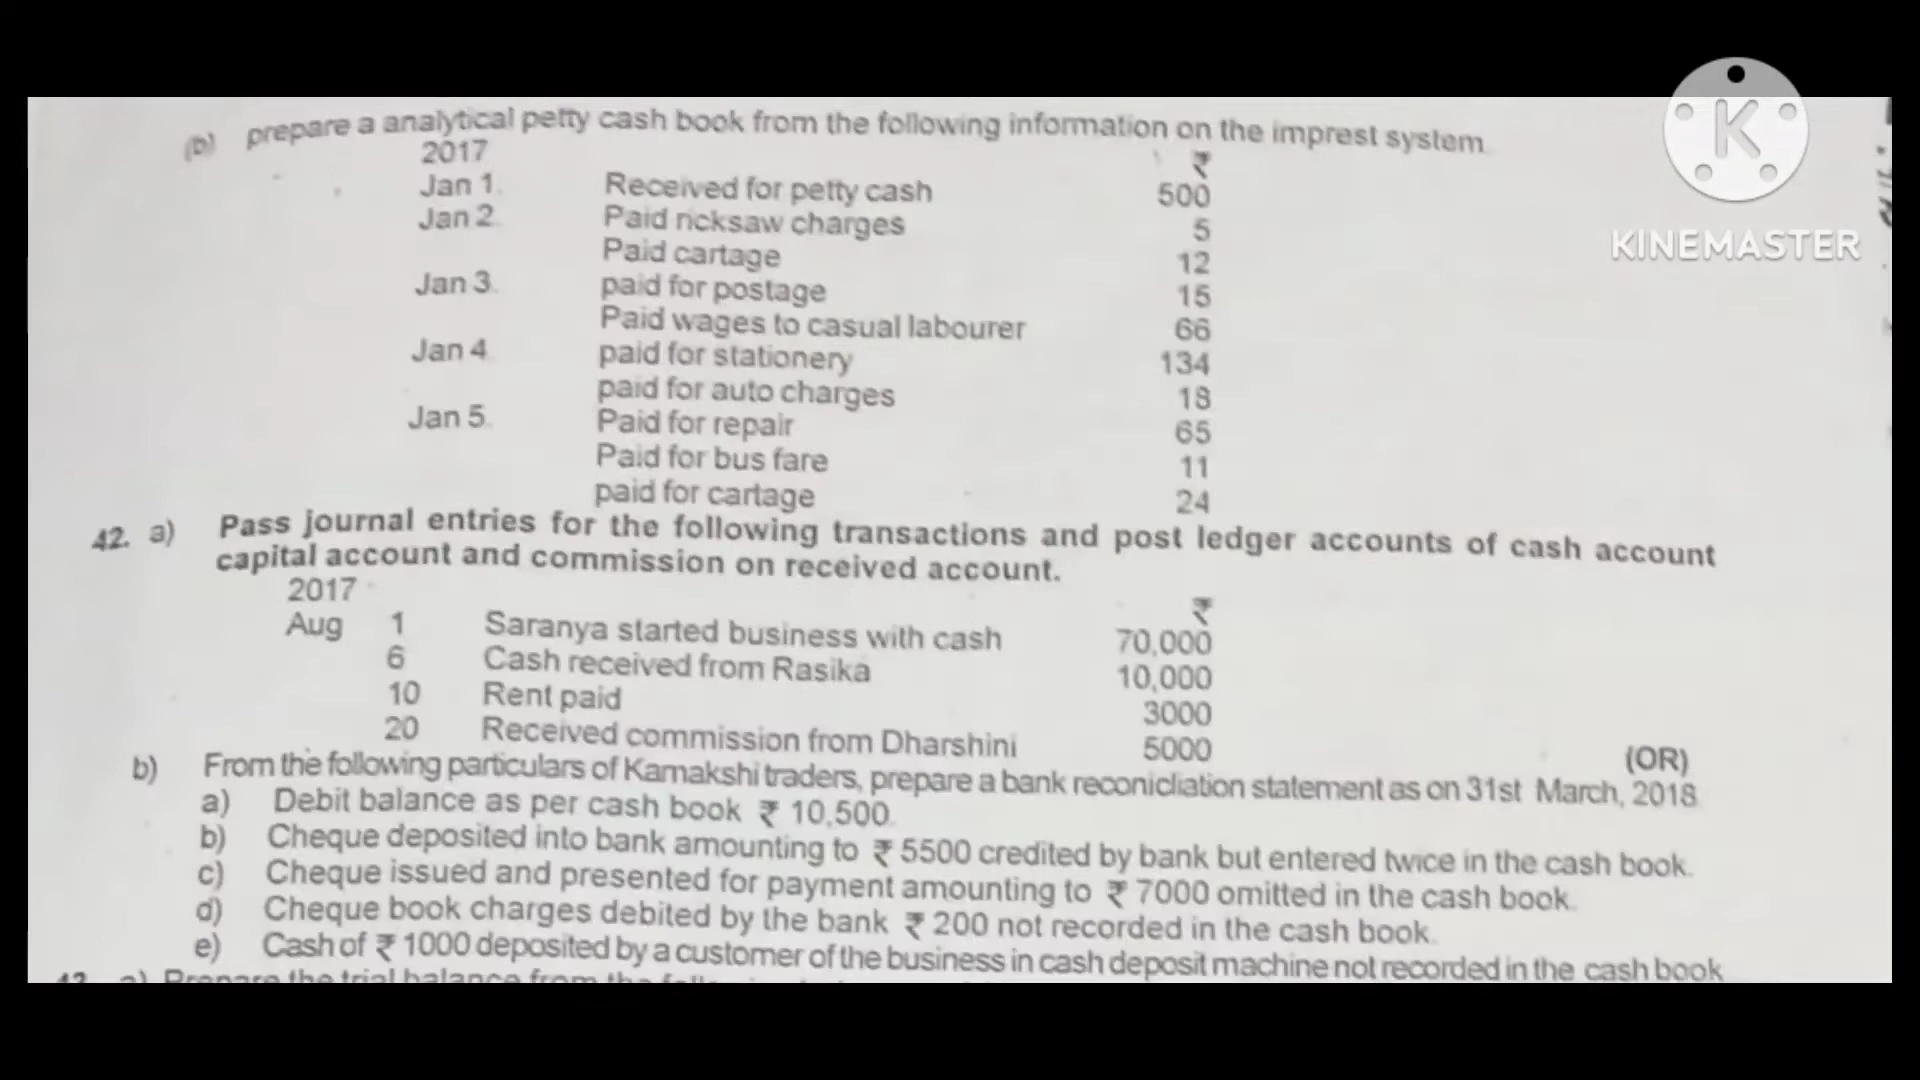 K
KINEMASTER
(b) prepare a analytical petty cash book from the following information on the imprest system
2017 ₹
Jan 1. Received for petty cash 500
Jan 2. Paid ricksaw charges 5
Paid cartage 12
Jan 3. paid for postage 15
Paid wages to casual labourer 66
Jan 4. paid for stationery 134
paid for auto charges 18
Jan 5. Paid for repair 65
Paid for bus fare 11
paid for cartage 24
42. a) Pass journal entries for the following transactions and post ledger accounts of cash account
capital account and commission on received account.
2017 ₹
Aug 1 Saranya started business with cash 70,000
6 Cash received from Rasika 10,000
10 Rent paid 3000
20 Received commission from Dharshini 5000
(OR)
b) From the following particulars of Kamakshi traders, prepare a bank reconicliation statement as on 31st March, 2018
a) Debit balance as per cash book ₹ 10,500.
b) Cheque deposited into bank amounting to ₹ 5500 credited by bank but entered twice in the cash book.
c) Cheque issued and presented for payment amounting to ₹ 7000 omitted in the cash book.
d) Cheque book charges debited by the bank ₹ 200 not recorded in the cash book.
e) Cash of ₹ 1000 deposited by a customer of the business in cash deposit machine not recorded in the cash book
a) Prepare the trial balance from the